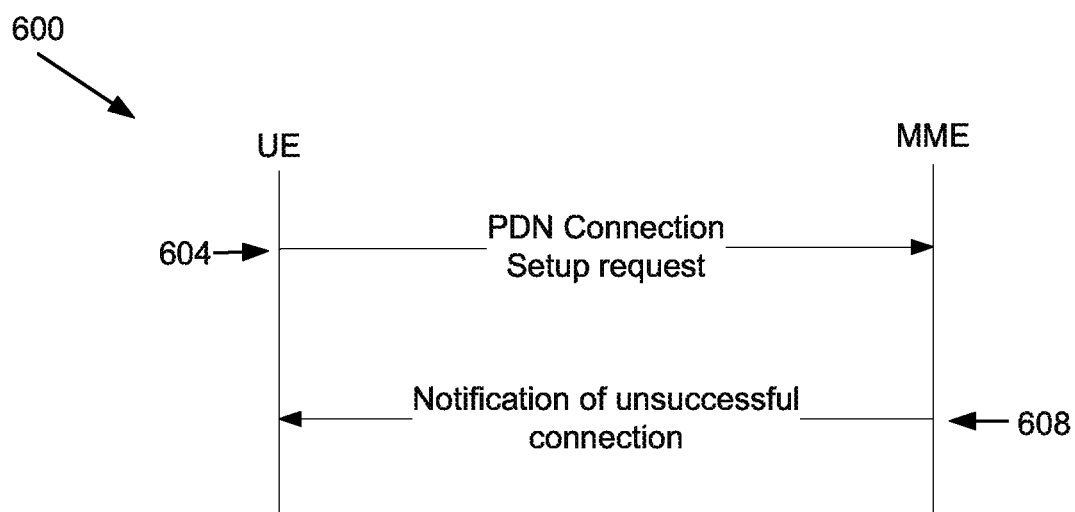 600
UE
MME
604
PDN Connection
Setup request
Notification of unsuccessful
connection
608